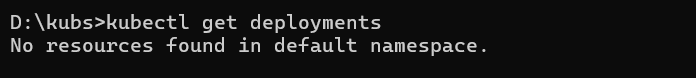 D:\kubs>kubectl get deployments
No resources found in default namespace.